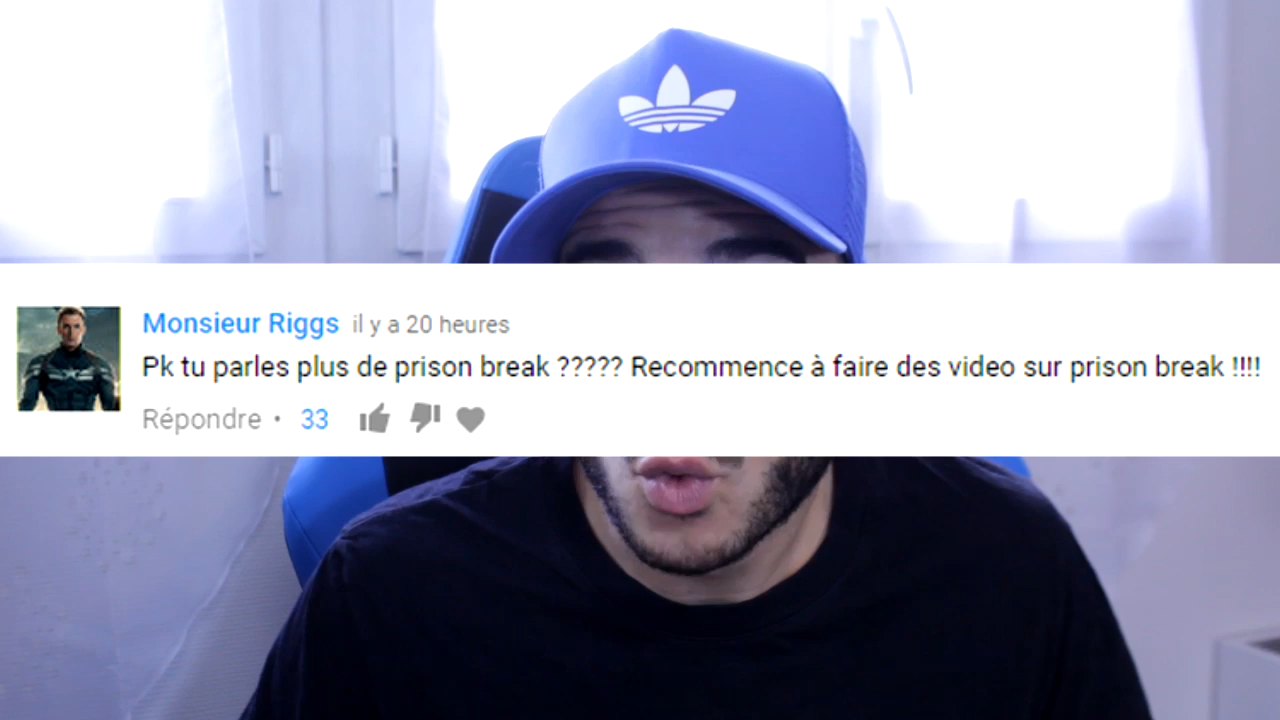 Monsieur Riggs il y a 20 heures
Pk tu parles plus de prison break ????? Recommence à faire des video sur prison break !!!!
Répondre • 33